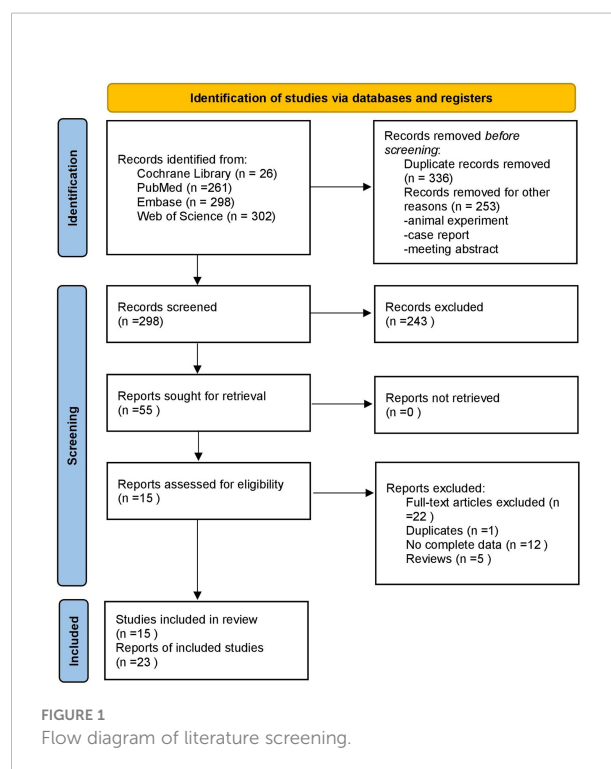 Identification of studies via databases and registers
Identification
Records identified from:
Cochrane Library (n = 26)
PubMed (n =261)
Embase (n = 298)
Web of Science (n = 302)
Records removed before
screening:
Duplicate records removed
(n = 336)
Records removed for other
reasons (n = 253)
-animal experiment
-case report
-meeting abstract
Screening
Records screened
(n =298)
Records excluded
(n =243 )
Reports sought for retrieval
(n =55 )
Reports not retrieved
(n =0 )
Reports assessed for eligibility
(n =15 )
Reports excluded:
Full-text articles excluded (n
=22 )
Duplicates (n =1)
No complete data (n =12 )
Reviews (n =5 )
Included
Studies included in review
(n =15 )
Reports of included studies
(n =23 )
FIGURE 1
Flow diagram of literature screening.